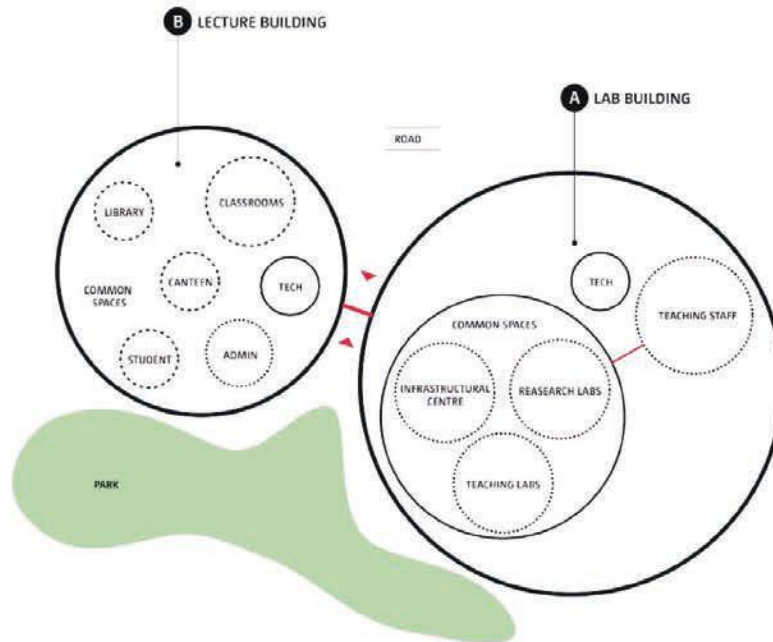 B LECTURE BUILDING
A LAB BUILDING
ROAD
CLASSROOMS
LIBRARY
CANTEEN
TECH
COMMON
SPACES
STUDENT
ADMIN
TECH
TEACHING STAFF
COMMON SPACES
INFRASTRUCTURAL
CENTRE
REASEARCH LABS
TEACHING LABS
PARK